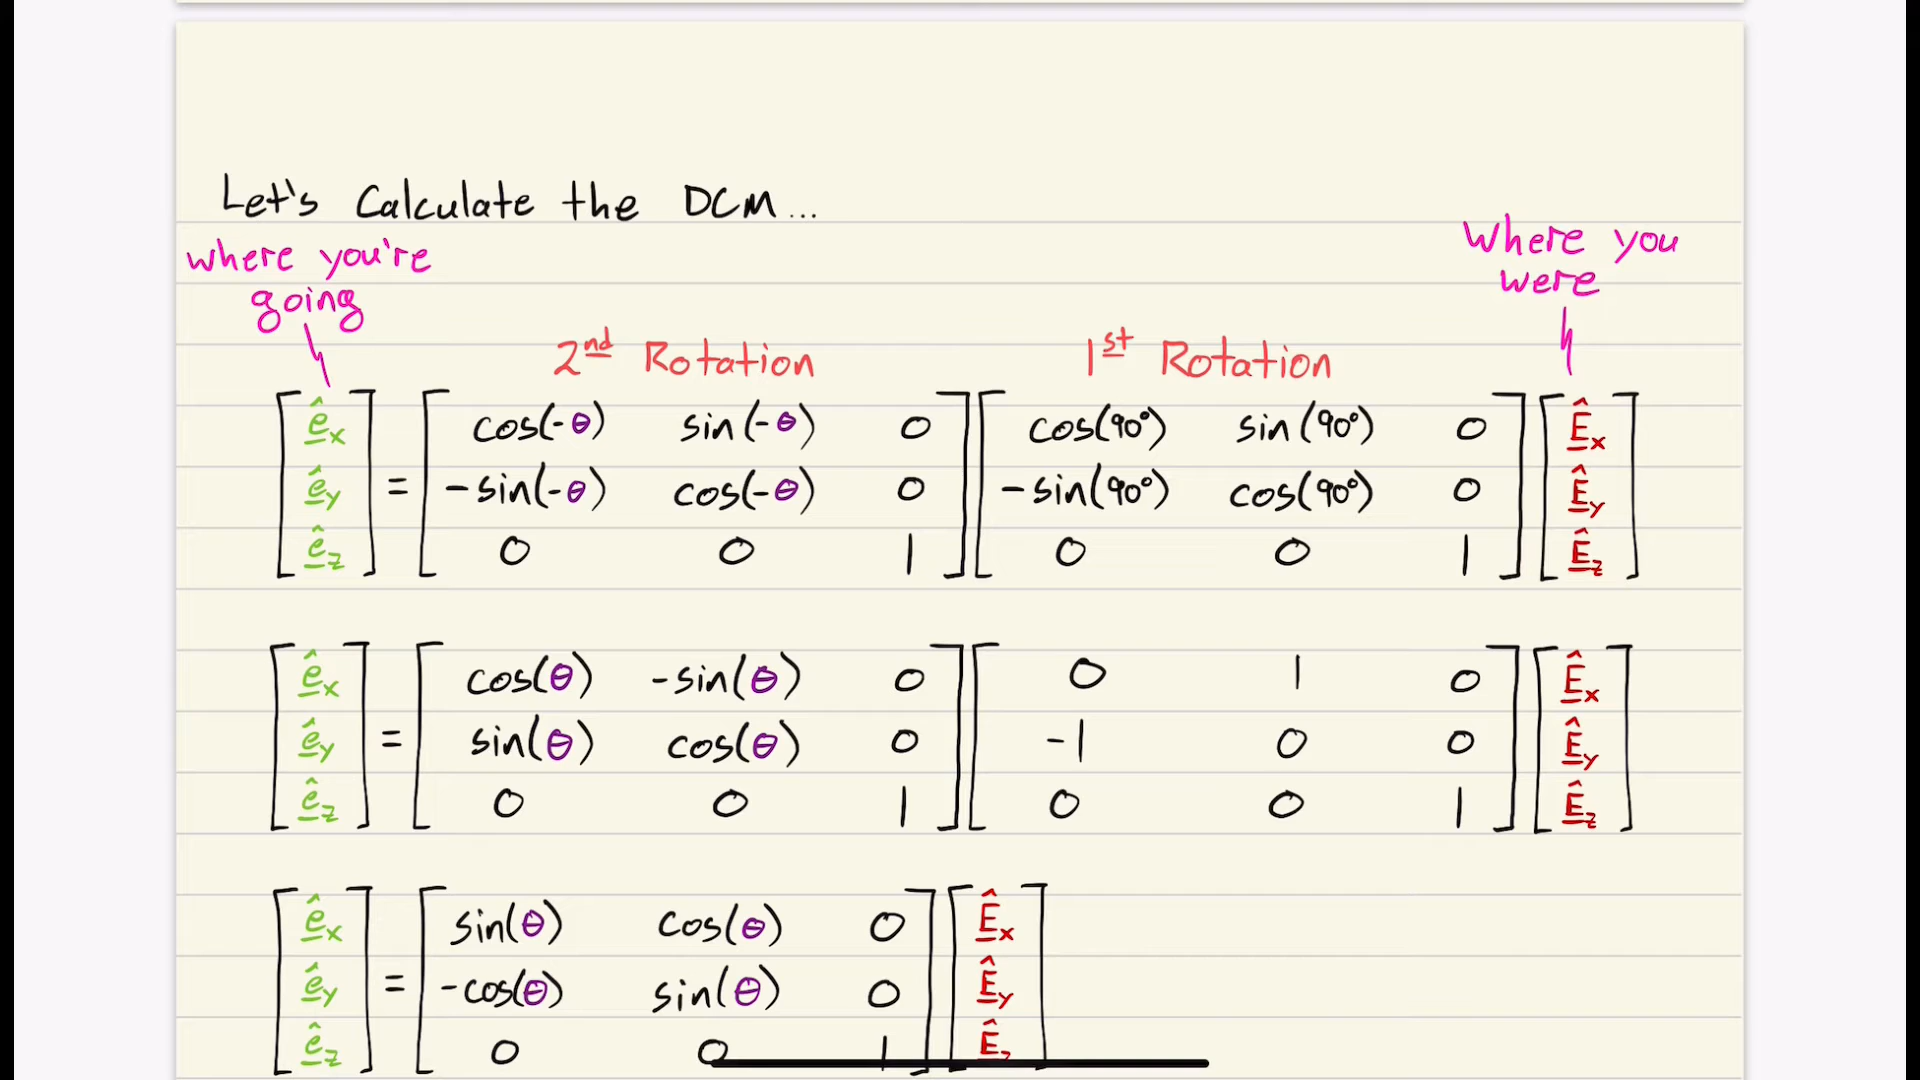 Let's Calculate the DCM...
where you're going
Where you were
2nd Rotation 1st Rotation
[ê_x] [cos(-θ) sin(-θ) 0] [cos(90°) sin(90°) 0] [Ê_x]
[ê_y] = [-sin(-θ) cos(-θ) 0] [-sin(90°) cos(90°) 0] [Ê_y]
[ê_z] [0 0 1] [0 0 1] [Ê_z]
[ê_x] [cos(θ) -sin(θ) 0] [0 1 0] [Ê_x]
[ê_y] = [sin(θ) cos(θ) 0] [-1 0 0] [Ê_y]
[ê_z] [0 0 1] [0 0 1] [Ê_z]
[ê_x] [sin(θ) cos(θ) 0] [Ê_x]
[ê_y] = [-cos(θ) sin(θ) 0] [Ê_y]
[ê_z] [0 0 1] [Ê_z]